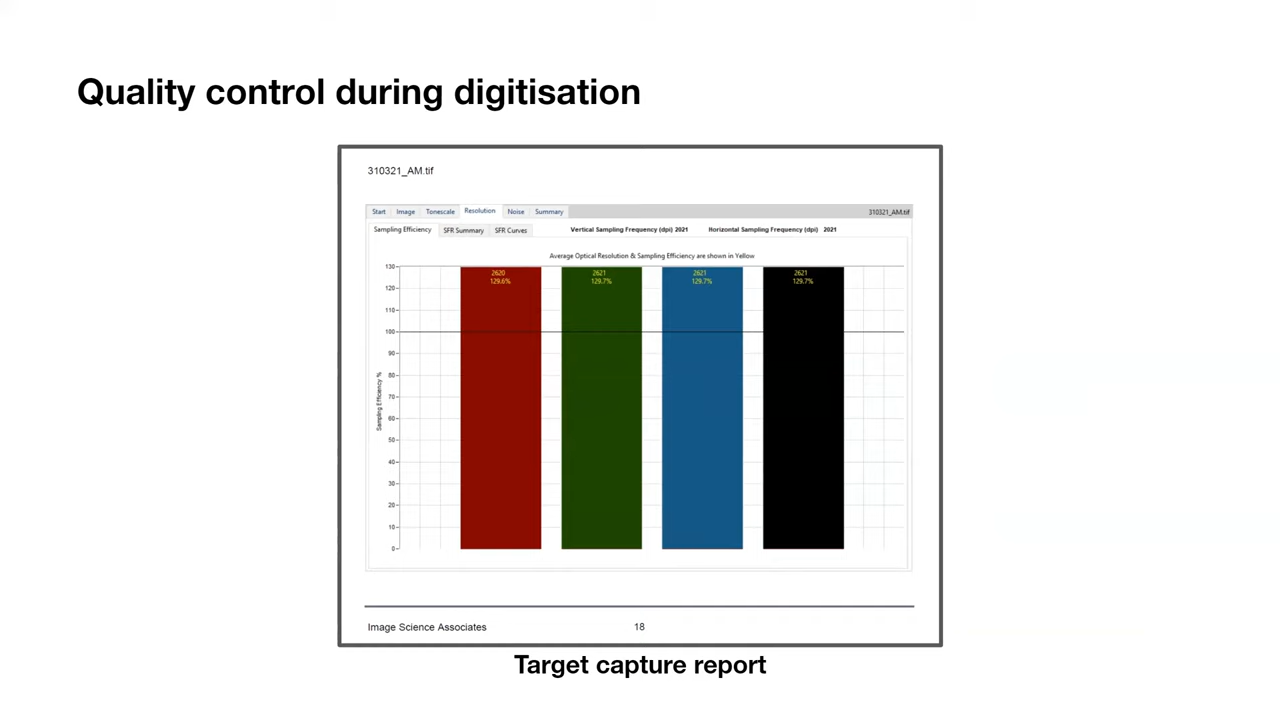 Quality control during digitisation
310321_AM.tif
Start Image Tonescale Resolution Noise Summary 310321_AM.tif
Sampling Efficiency SFR Summary SFR Curves Vertical Sampling Frequency (dpi) 2021 Horizontal Sampling Frequency (dpi) 2021
Average Optical Resolution & Sampling Efficiency are shown in Yellow
Sampling Efficiency %
130
120
110
100
90
80
70
60
50
40
30
20
10
0
2620 2621 2621 2621
129.6% 129.7% 129.7% 129.7%
Image Science Associates 18
Target capture report